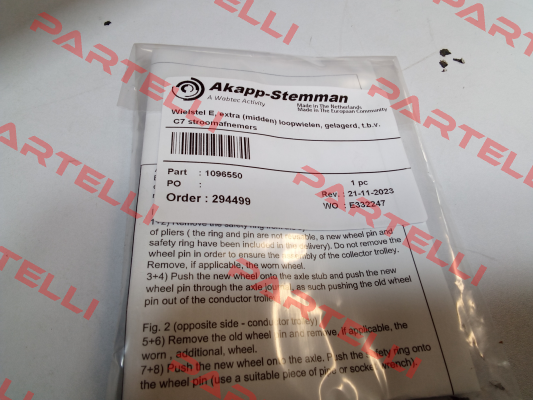 Akapp-Stemman
A Wabtec Activity
Made in The Netherlands
Made in The European Community
Wielstel E, extra (midden) loopwielen, gelagerd, t.b.v.
C7 stroomafnemers
Part : 1096550
1 pc
PO :
Rev. : 21-11-2023
Order : 294499
WO : E332247
1+2) Remove the safety ring
of pliers ( the ring and pin are not , a new wheel pin and
safety ring have been included in the delivery). Do not remove the
wheel pin in order to ensure the of the collector trolley.
Remove, if applicable, the worn wheel.
3+4) Push the new wheel onto the axle stub and push the new
wheel pin through the axle , as such pushing the old wheel
pin out of the conductor
Fig. 2 (opposite side - conductor trolley)
5+6) Remove the old wheel pin and remove, if applicable, the
worn , additional, wheel.
7+8) Push the new wheel onto the axle. Push the safety ring onto
the wheel pin (use a suitable piece of pipe or socket wrench).
PARTELLI
PARTELLI
PARTELLI
PARTELLI
PARTELLI